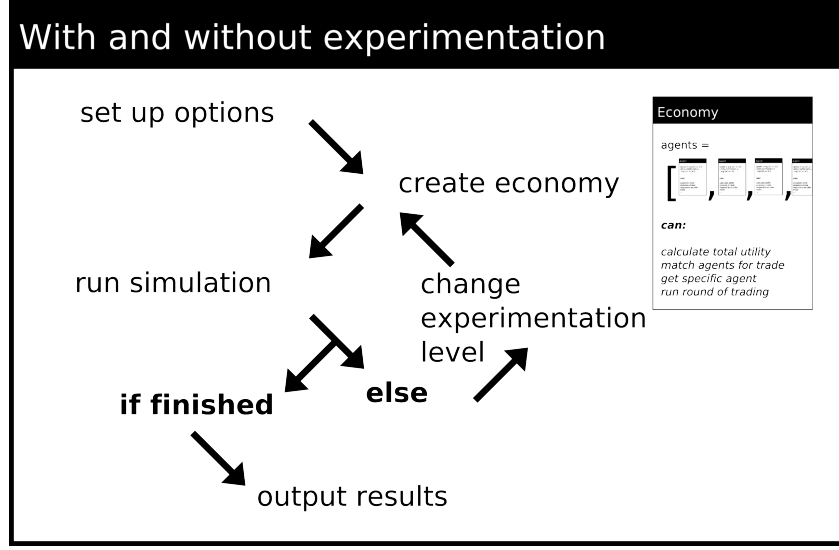 With and without experimentation
set up options
create economy
run simulation
change
experimentation
level
if finished
else
output results
Economy
agents =
[ , , ,
can:
calculate total utility
match agents for trade
get specific agent
run round of trading